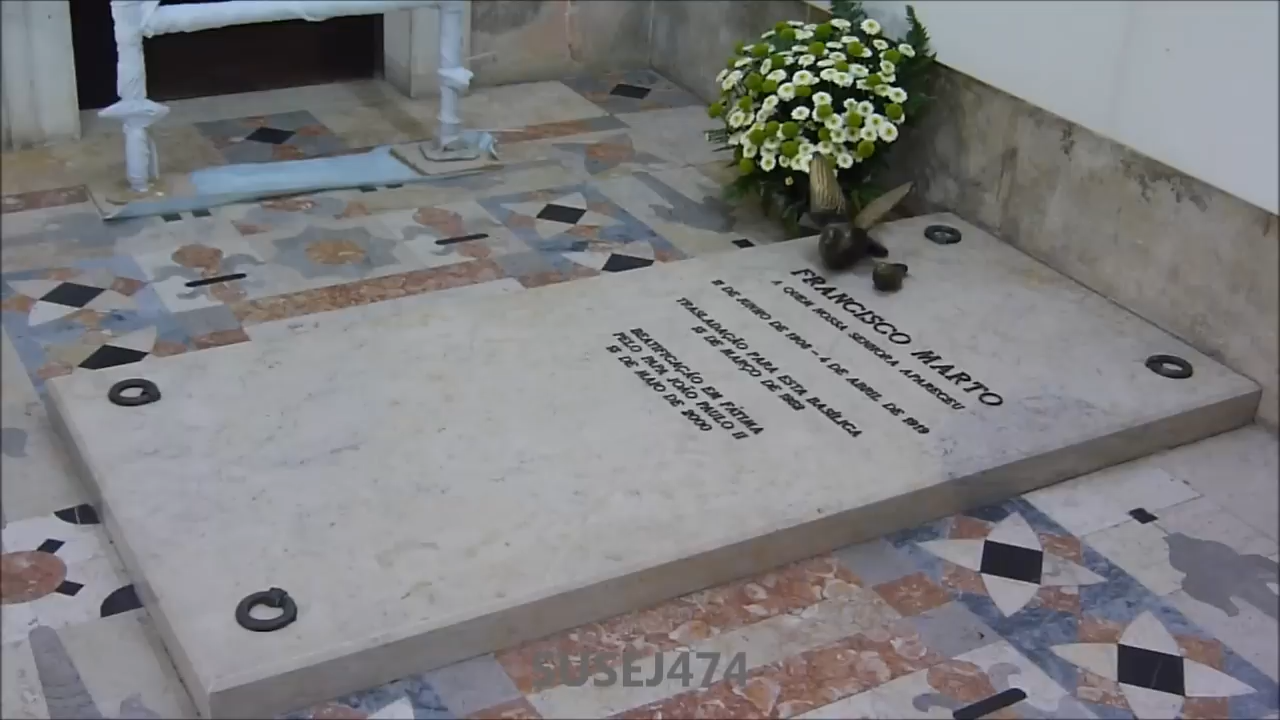 FRANCISCO MARTO
A QUEM NOSSA SENHORA APARECEU
11 DE JUNHO DE 1908 - 4 DE ABRIL DE 1919
TRASLADAÇÃO PARA ESTA BASÍLICA
13 DE MARÇO DE 1952
BEATIFICAÇÃO EM FÁTIMA
PELO PAPA JOÃO PAULO II
13 DE MAIO DE 2000
SUSEJ474